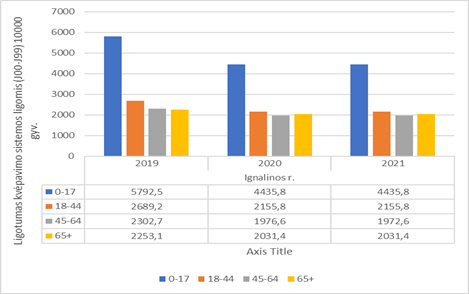 7000
6000
5000
4000
3000
2000
1000
0
Ligotumas kvėpavimo sistemos ligomis (J00-J99) 10000 gyv.
2019 2020 2021
Ignalinos r.
0-17 5792,5 4435,8 4435,8
18-44 2689,2 2155,8 2155,8
45-64 2302,7 1976,6 1972,6
65+ 2253,1 2031,4 2031,4
Axis Title
0-17 18-44 45-64 65+